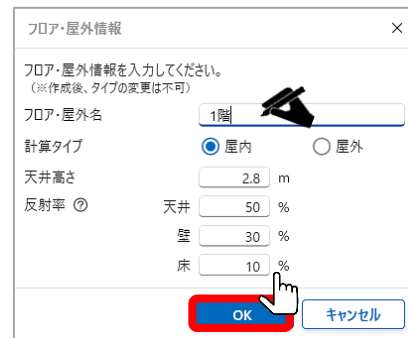 フロア・屋外情報 ×
フロア・屋外情報を入力してください。
(※作成後、タイプの変更は不可)
フロア・屋外名 1階
計算タイプ 屋内 屋外
天井高さ 2.8 m
反射率 ? 天井 50 %
壁 30 %
床 10 %
OK キャンセル